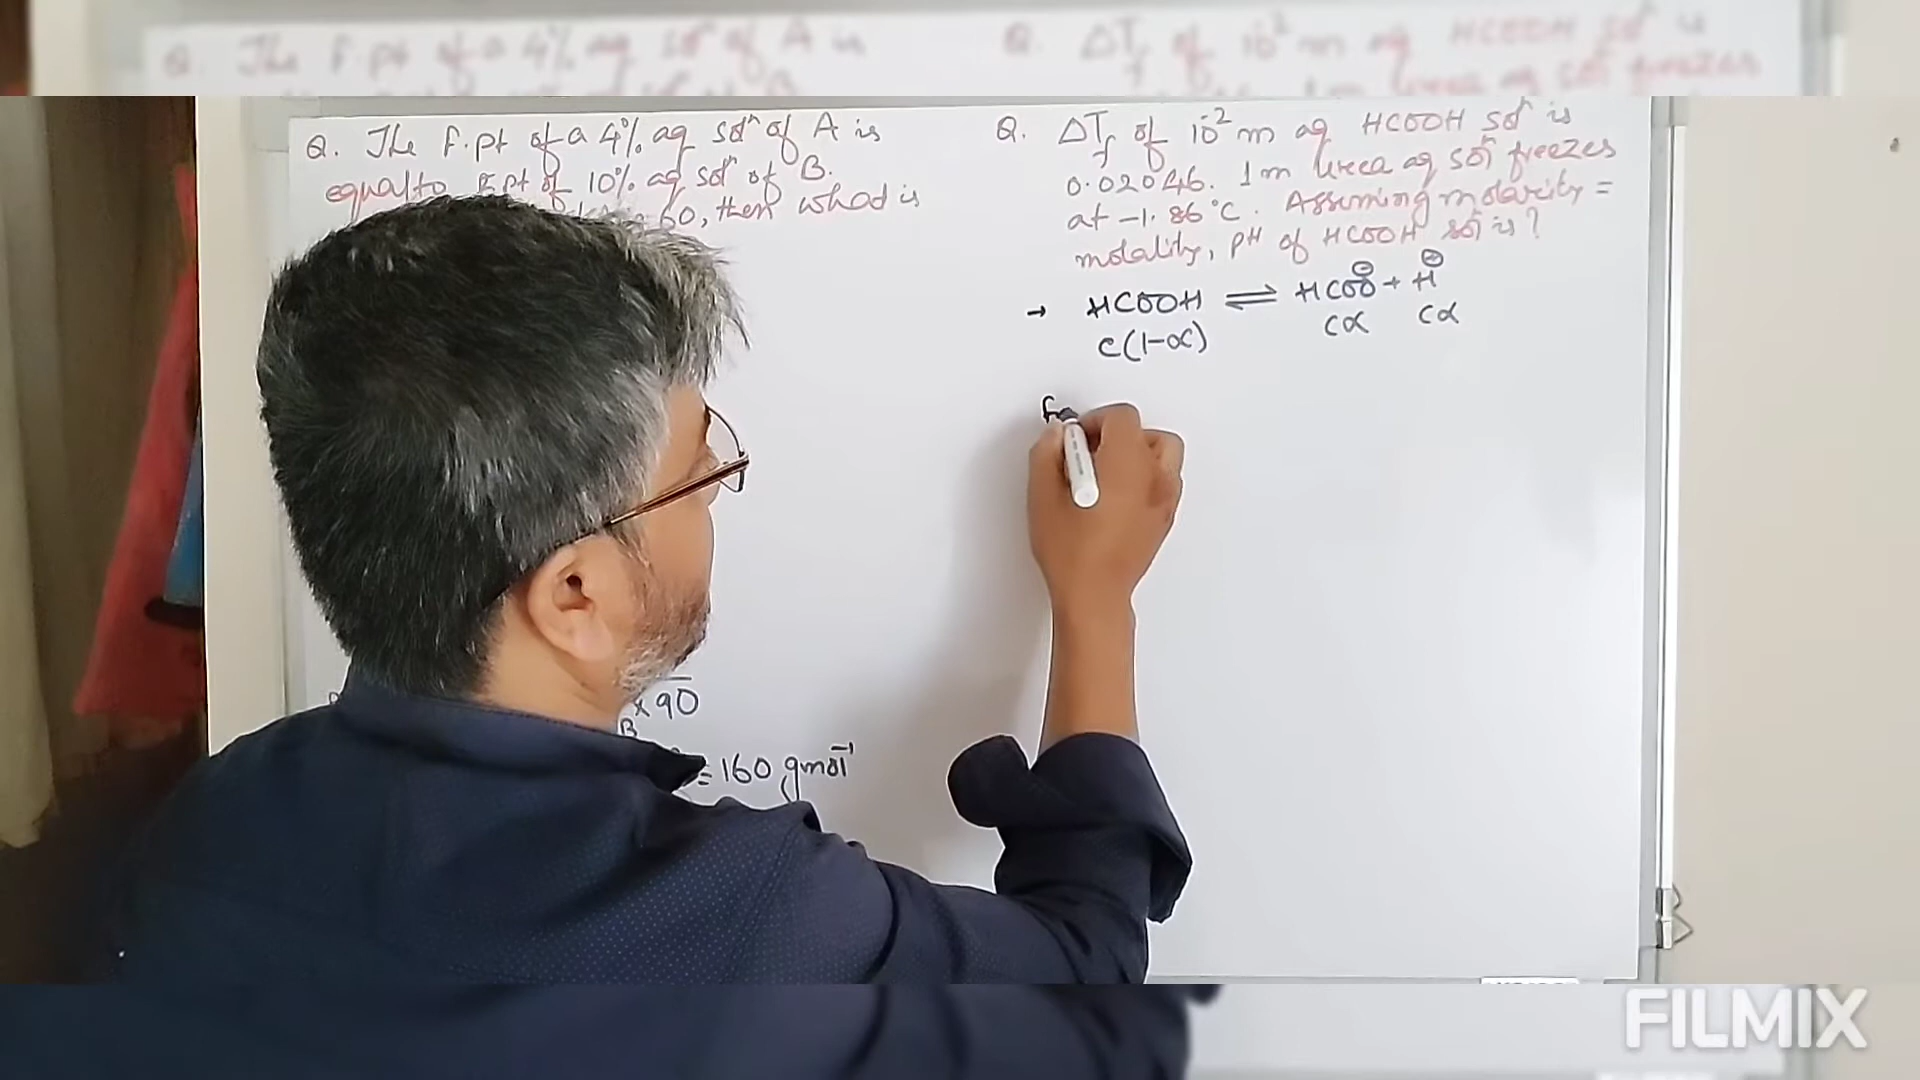 Q. The F.pt of a 4% aq solⁿ of A is
equal to F.pt of 10% aq solⁿ of B.
60, then what is
× 90
B
= 160 gmol⁻¹
Q. ΔTf of 10⁻² m aq HCOOH solⁿ is
0.02046. 1m urea aq solⁿ freezes
at -1.86°C. Assuming molarity =
molality, pH of HCOOH solⁿ is?
→ HCOOH ⇌ HCOO⊖ + H⊕
C(1-α) Cα Cα
FILMIX